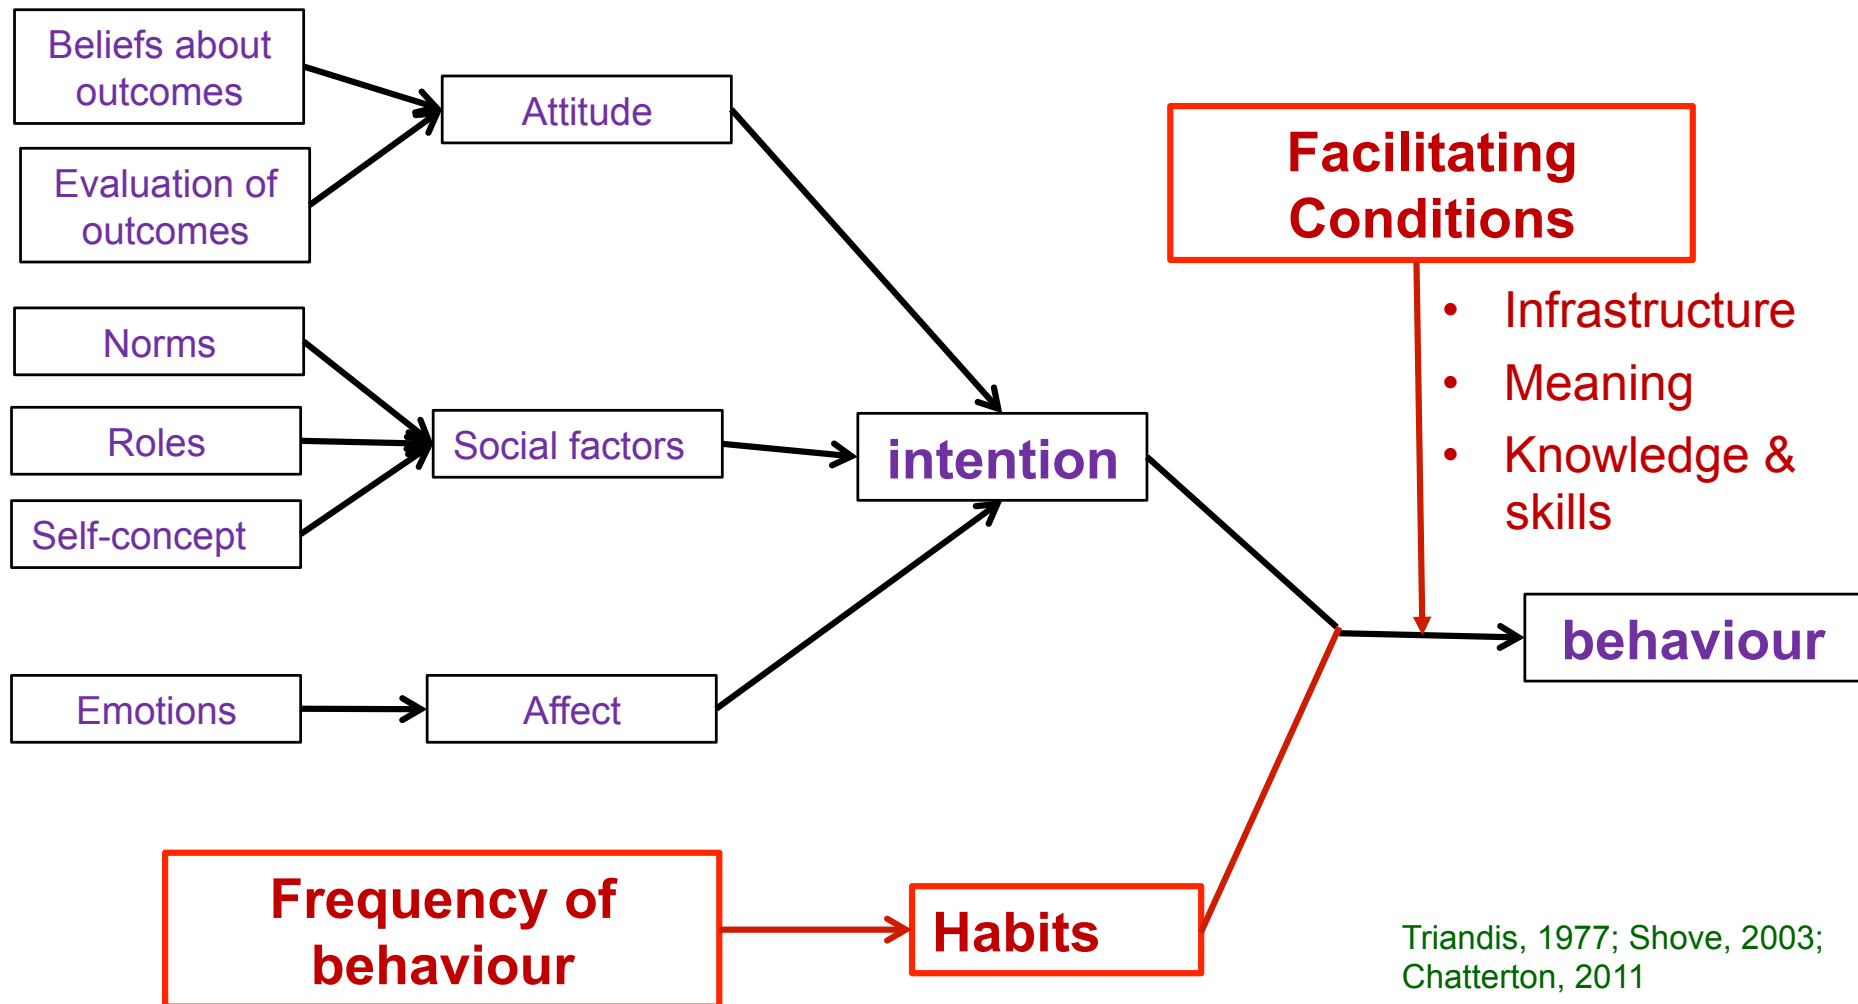 Beliefs about
outcomes
Evaluation of
outcomes
Attitude
Norms
Roles
Self-concept
Social factors
Emotions
Affect
intention
Facilitating
Conditions
• Infrastructure
• Meaning
• Knowledge &
skills
behaviour
Frequency of
behaviour
Habits
Triandis, 1977; Shove, 2003;
Chatterton, 2011